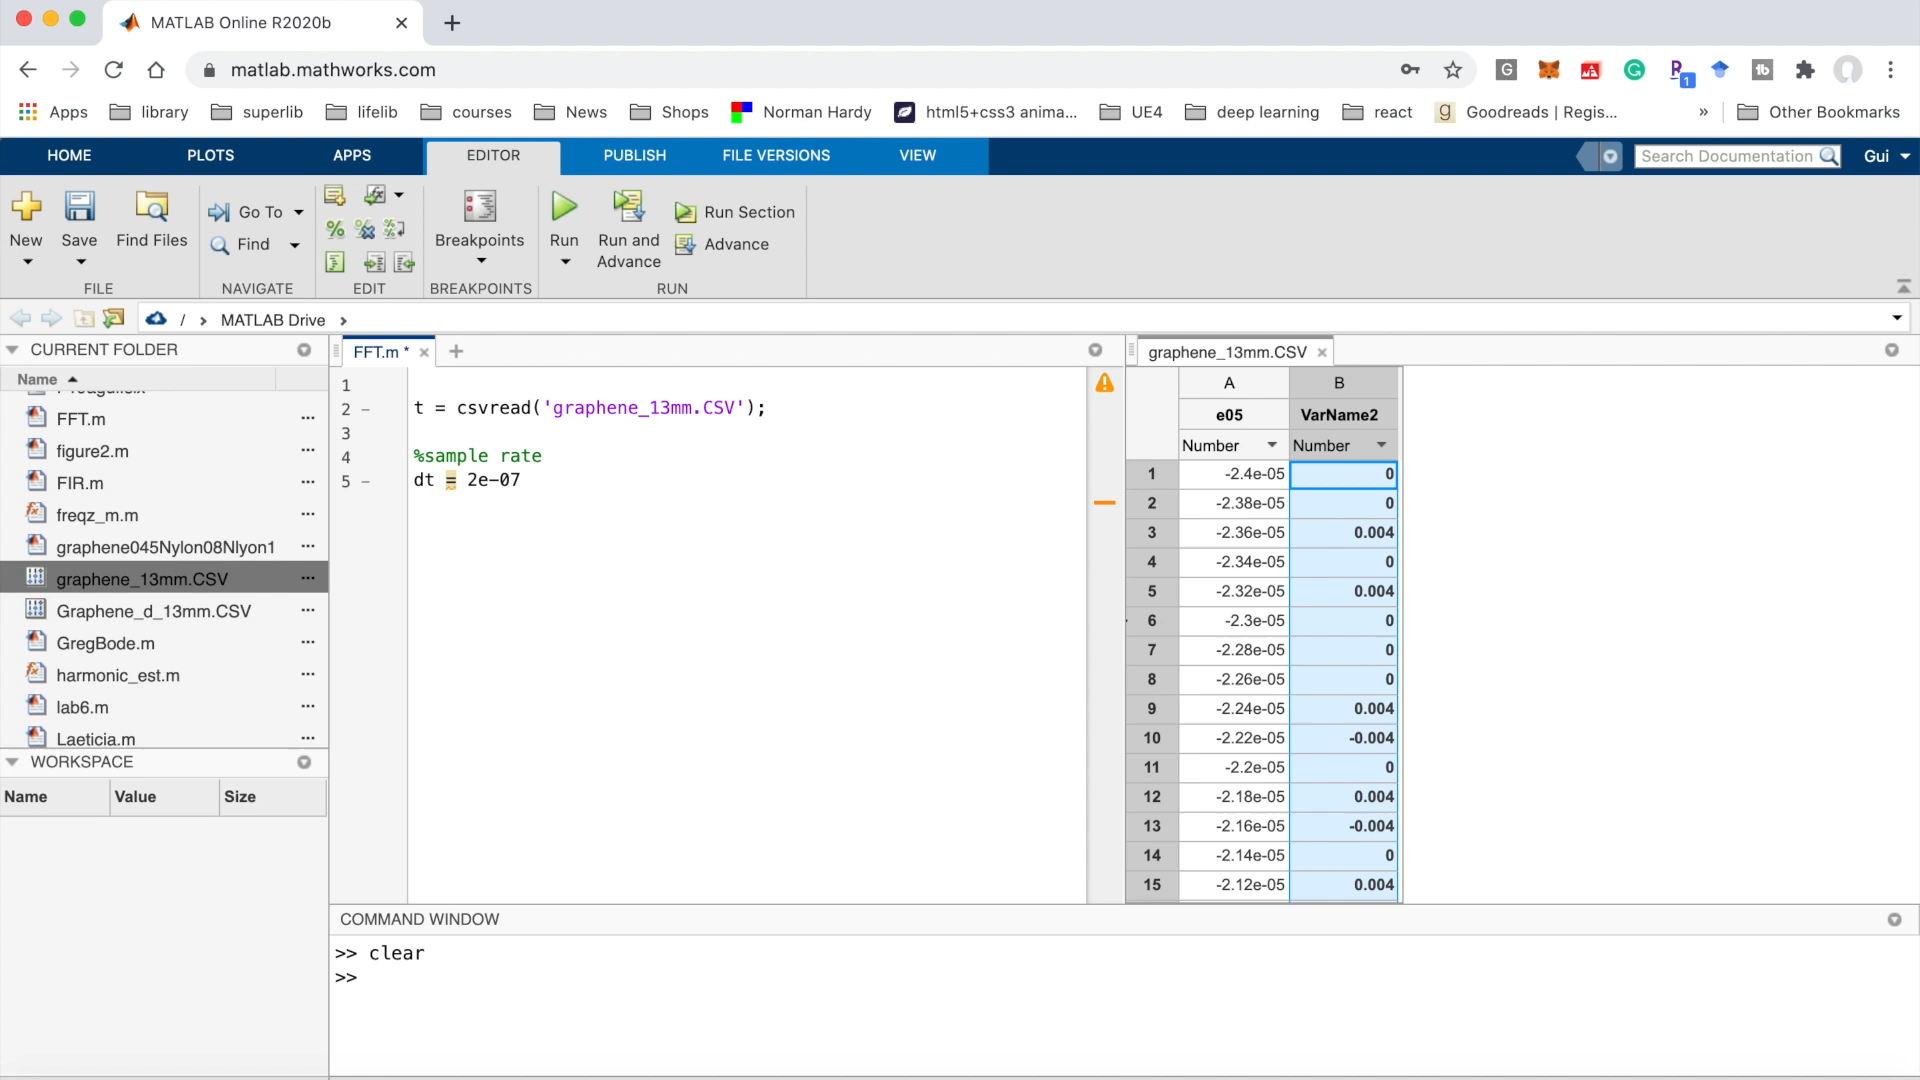 MATLAB Online R2020b
matlab.mathworks.com
G
1
tb
Apps library superlib lifelib courses News Shops Norman Hardy html5+css3 anima... UE4 deep learning react g Goodreads | Regis... » Other Bookmarks
HOME PLOTS APPS EDITOR PUBLISH FILE VERSIONS VIEW Search Documentation Gui
New Save Find Files Go To Find Breakpoints Run Run and Advance Run Section Advance
FILE NAVIGATE EDIT BREAKPOINTS RUN
/ > MATLAB Drive >
CURRENT FOLDER
Name
FFT.m
figure2.m
FIR.m
freqz_m.m
graphene045Nylon08Nlyon1
graphene_13mm.CSV
Graphene_d_13mm.CSV
GregBode.m
harmonic_est.m
lab6.m
Laeticia.m
WORKSPACE
Name Value Size
FFT.m *
1
2 – t = csvread('graphene_13mm.CSV');
3
4 %sample rate
5 – dt = 2e-07
graphene_13mm.CSV
A B
e05 VarName2
Number Number
1 -2.4e-05 0
2 -2.38e-05 0
3 -2.36e-05 0.004
4 -2.34e-05 0
5 -2.32e-05 0.004
6 -2.3e-05 0
7 -2.28e-05 0
8 -2.26e-05 0
9 -2.24e-05 0.004
10 -2.22e-05 -0.004
11 -2.2e-05 0
12 -2.18e-05 0.004
13 -2.16e-05 -0.004
14 -2.14e-05 0
15 -2.12e-05 0.004
COMMAND WINDOW
>> clear
>>